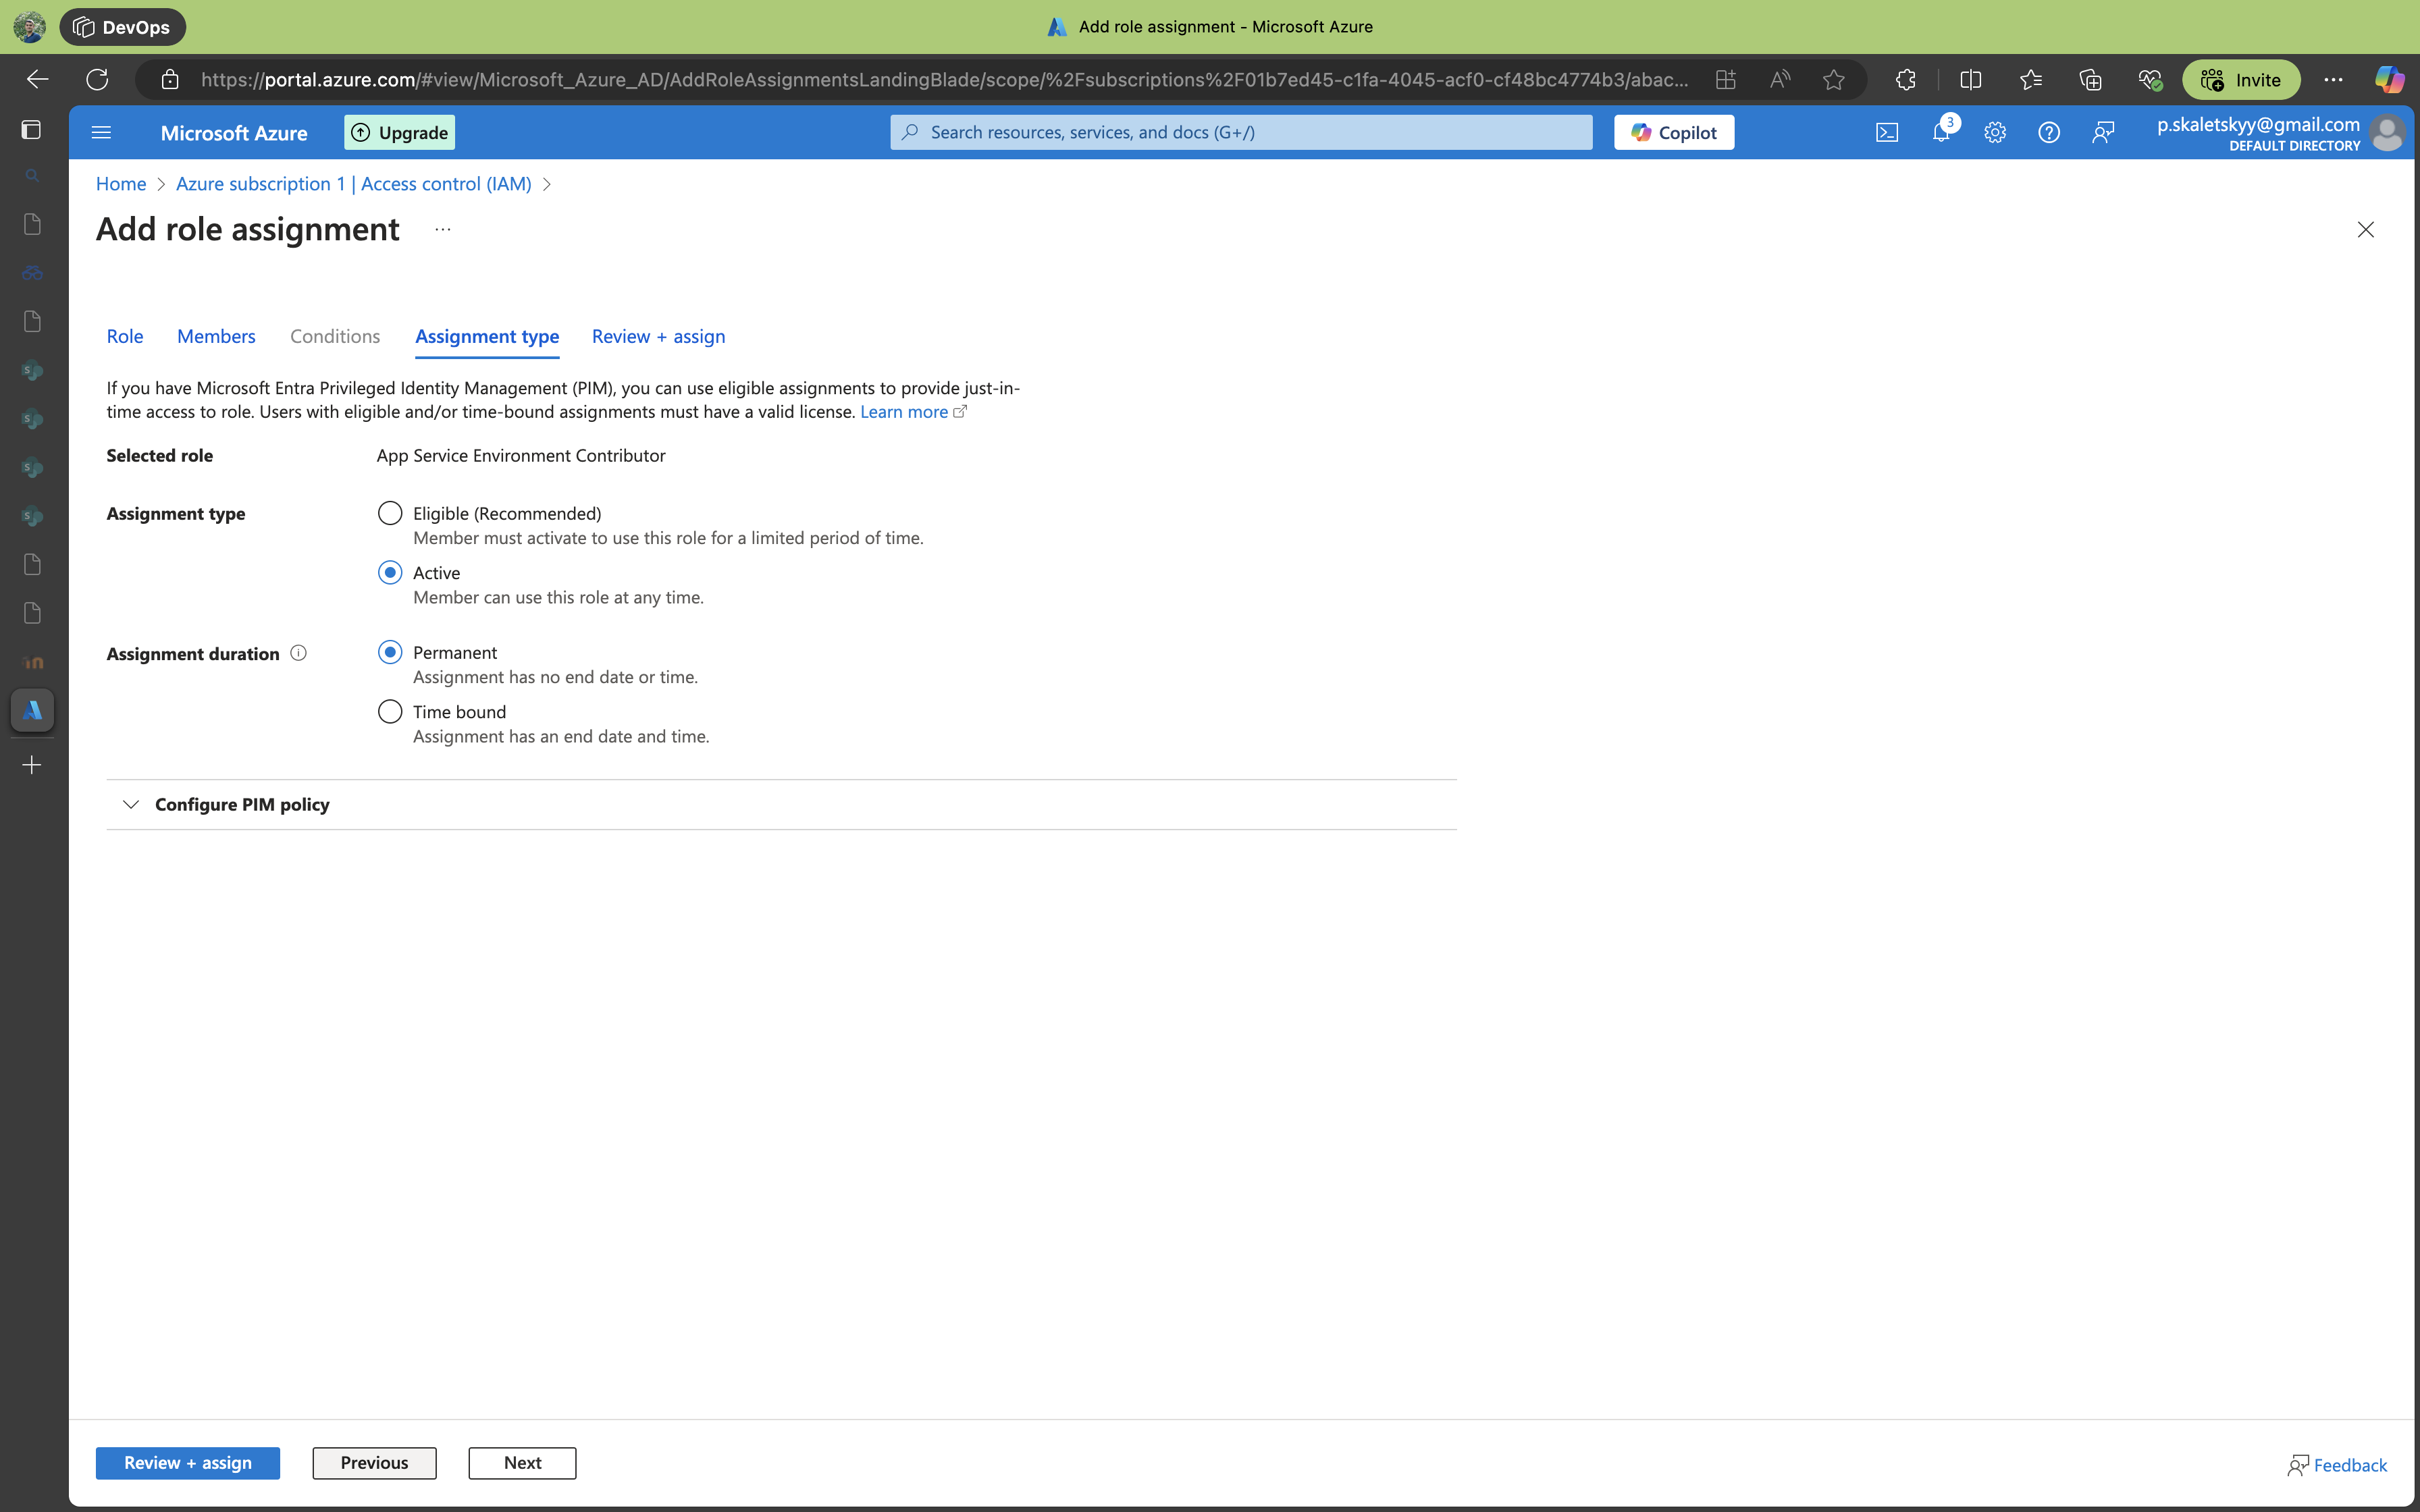 DevOps
Add role assignment - Microsoft Azure
https://portal.azure.com/#view/Microsoft_Azure_AD/AddRoleAssignmentsLandingBlade/scope/%2Fsubscriptions%2F01b7ed45-c1fa-4045-acf0-cf48bc4774b3/abac...
Invite
Microsoft Azure
Upgrade
Search resources, services, and docs (G+/)
Copilot
3
p.skaletskyy@gmail.com
DEFAULT DIRECTORY
Home > Azure subscription 1 | Access control (IAM) >
Add role assignment ...
Role Members Conditions Assignment type Review + assign
If you have Microsoft Entra Privileged Identity Management (PIM), you can use eligible assignments to provide just-in-
time access to role. Users with eligible and/or time-bound assignments must have a valid license. Learn more
Selected role App Service Environment Contributor
Assignment type Eligible (Recommended)
Member must activate to use this role for a limited period of time.
Active
Member can use this role at any time.
Assignment duration Permanent
Assignment has no end date or time.
Time bound
Assignment has an end date and time.
Configure PIM policy
Review + assign Previous Next
Feedback